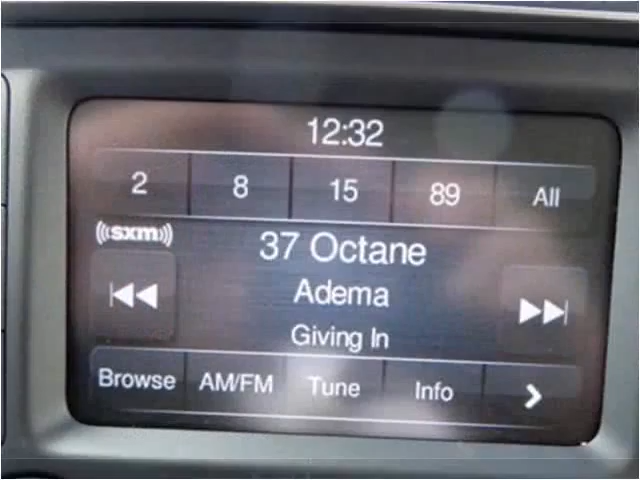 12:32
2 8 15 89 All
((sxm))
37 Octane
Adema
Giving In
Browse AM/FM Tune Info